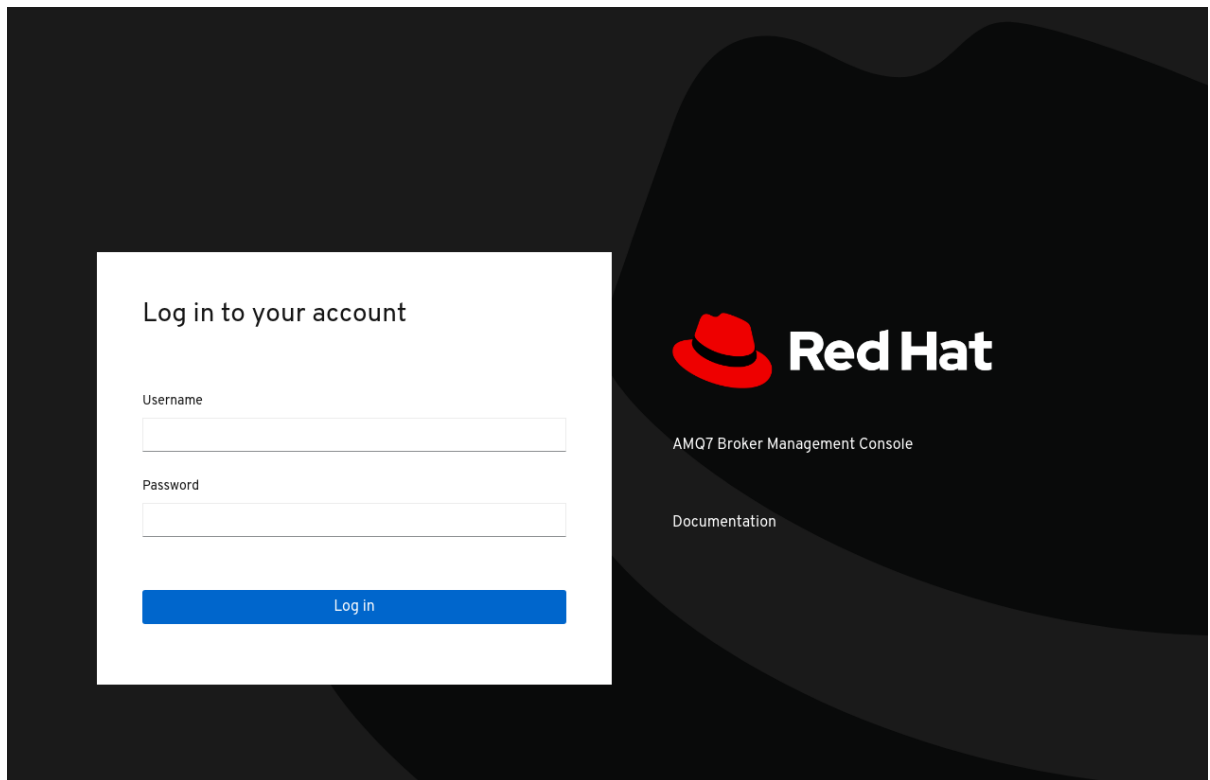 Log in to your account
Username
Password
Log in
Red Hat
AMQ7 Broker Management Console
Documentation